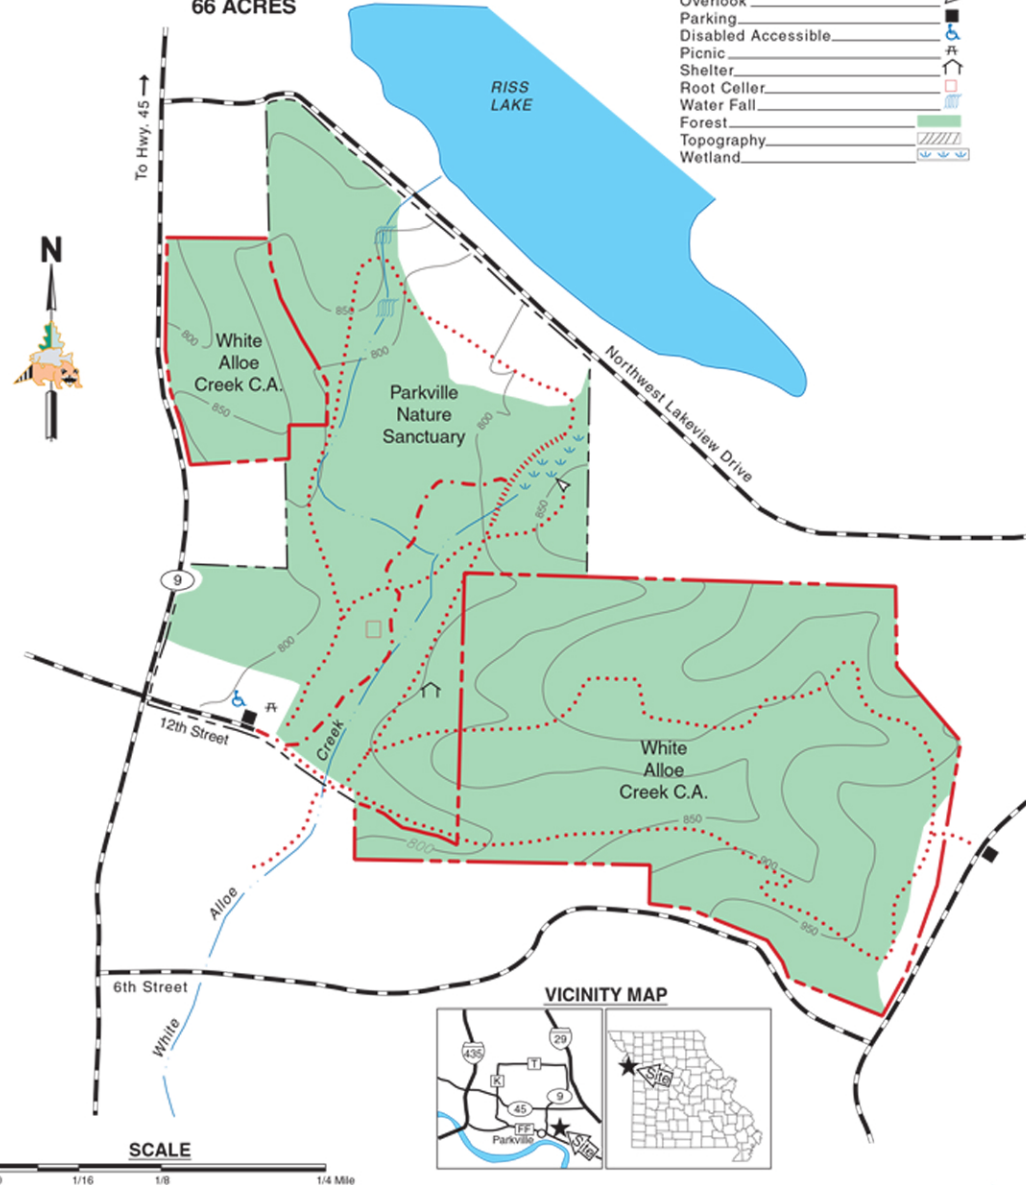 66 ACRES
Overlook
Parking
Disabled Accessible
Picnic
Shelter
Root Celler
Water Fall
Forest
Topography
Wetland
RISS
LAKE
To Hwy. 45
N
850
800
White
Alloe
Creek C.A.
800
850
Parkville
Nature
Sanctuary
800
Northwest Lakeview Drive
850
9
800
12th Street
Creek
White
Alloe
Creek C.A.
850
800
900
950
Alloe
6th Street
White
VICINITY MAP
435
29
T
K
9
45
FF
Parkville
Site
Site
SCALE
1/16
1/8
1/4 Mile